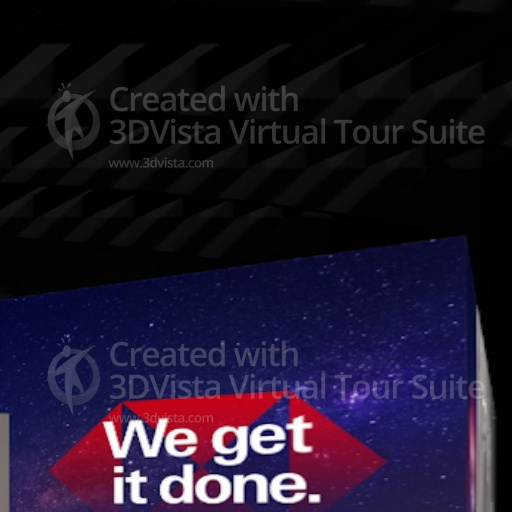 Created with
3DVista Virtual Tour Suite
www.3dvista.com
Created with
3DVista Virtual Tour Suite
www.3dvista.com
We get
it done.